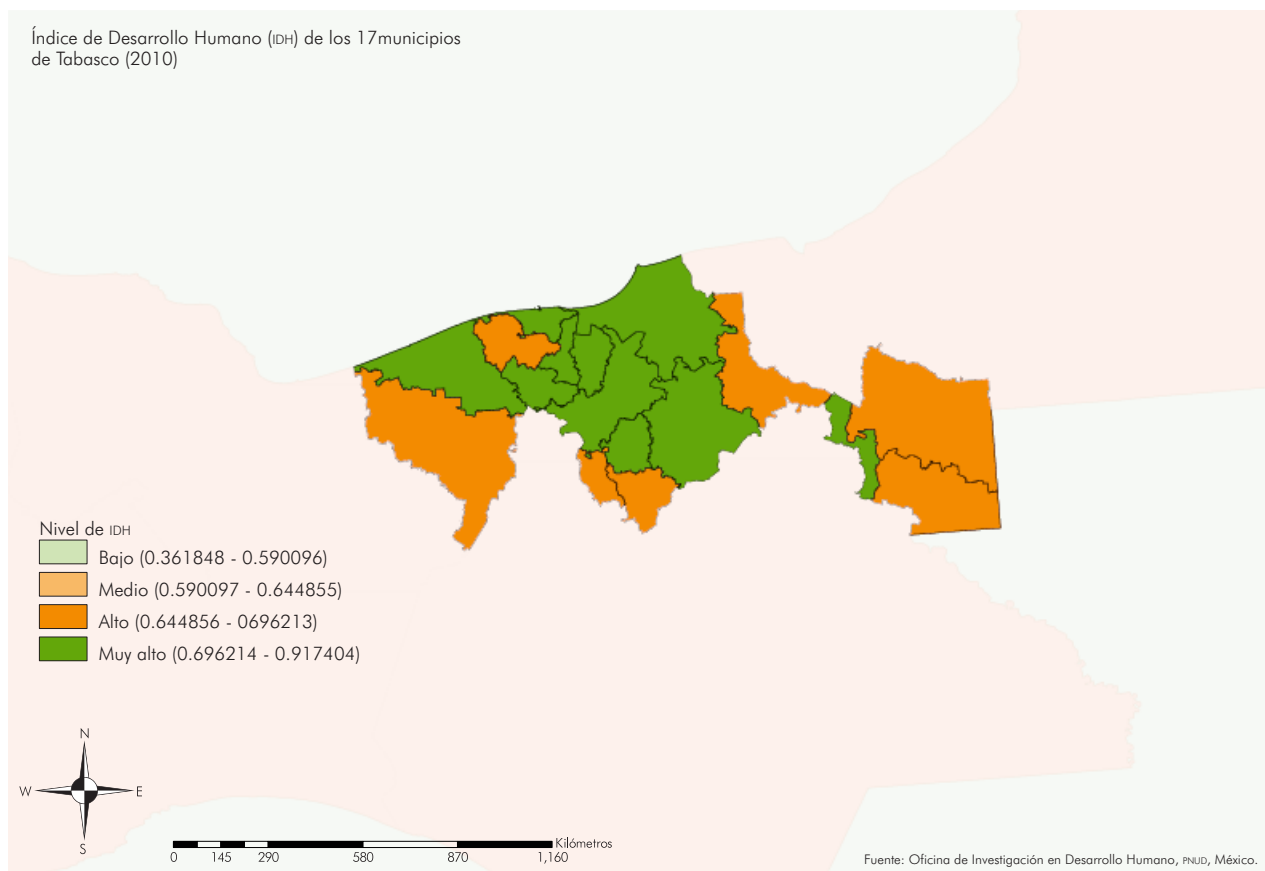 Índice de Desarrollo Humano (IDH) de los 17municipios
de Tabasco (2010)
Nivel de IDH
Bajo (0.361848 - 0.590096)
Medio (0.590097 - 0.644855)
Alto (0.644856 - 0696213)
Muy alto (0.696214 - 0.917404)
N
W E
S
Kilómetros
0 145 290 580 870 1,160
Fuente: Oficina de Investigación en Desarrollo Humano, PNUD, México.